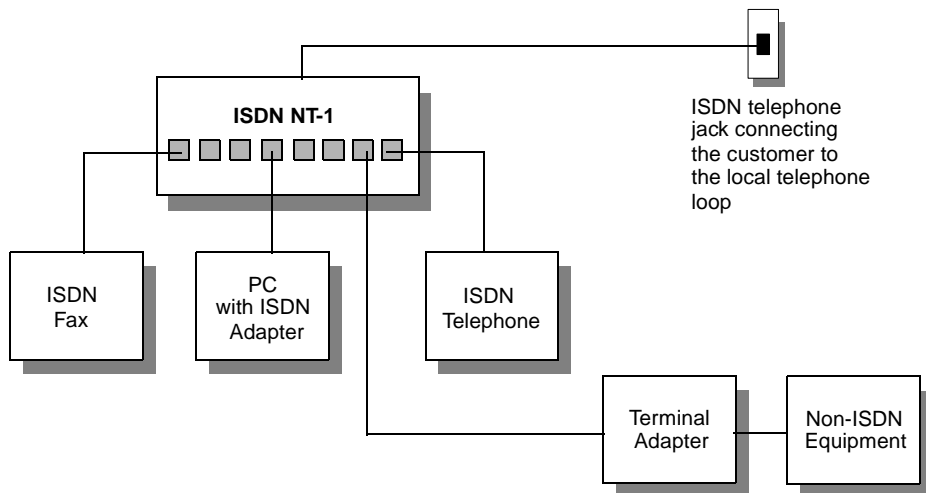 ISDN NT-1
ISDN telephone
jack connecting
the customer to
the local telephone
loop
ISDN
Fax
PC
with ISDN
Adapter
ISDN
Telephone
Terminal
Adapter
Non-ISDN
Equipment